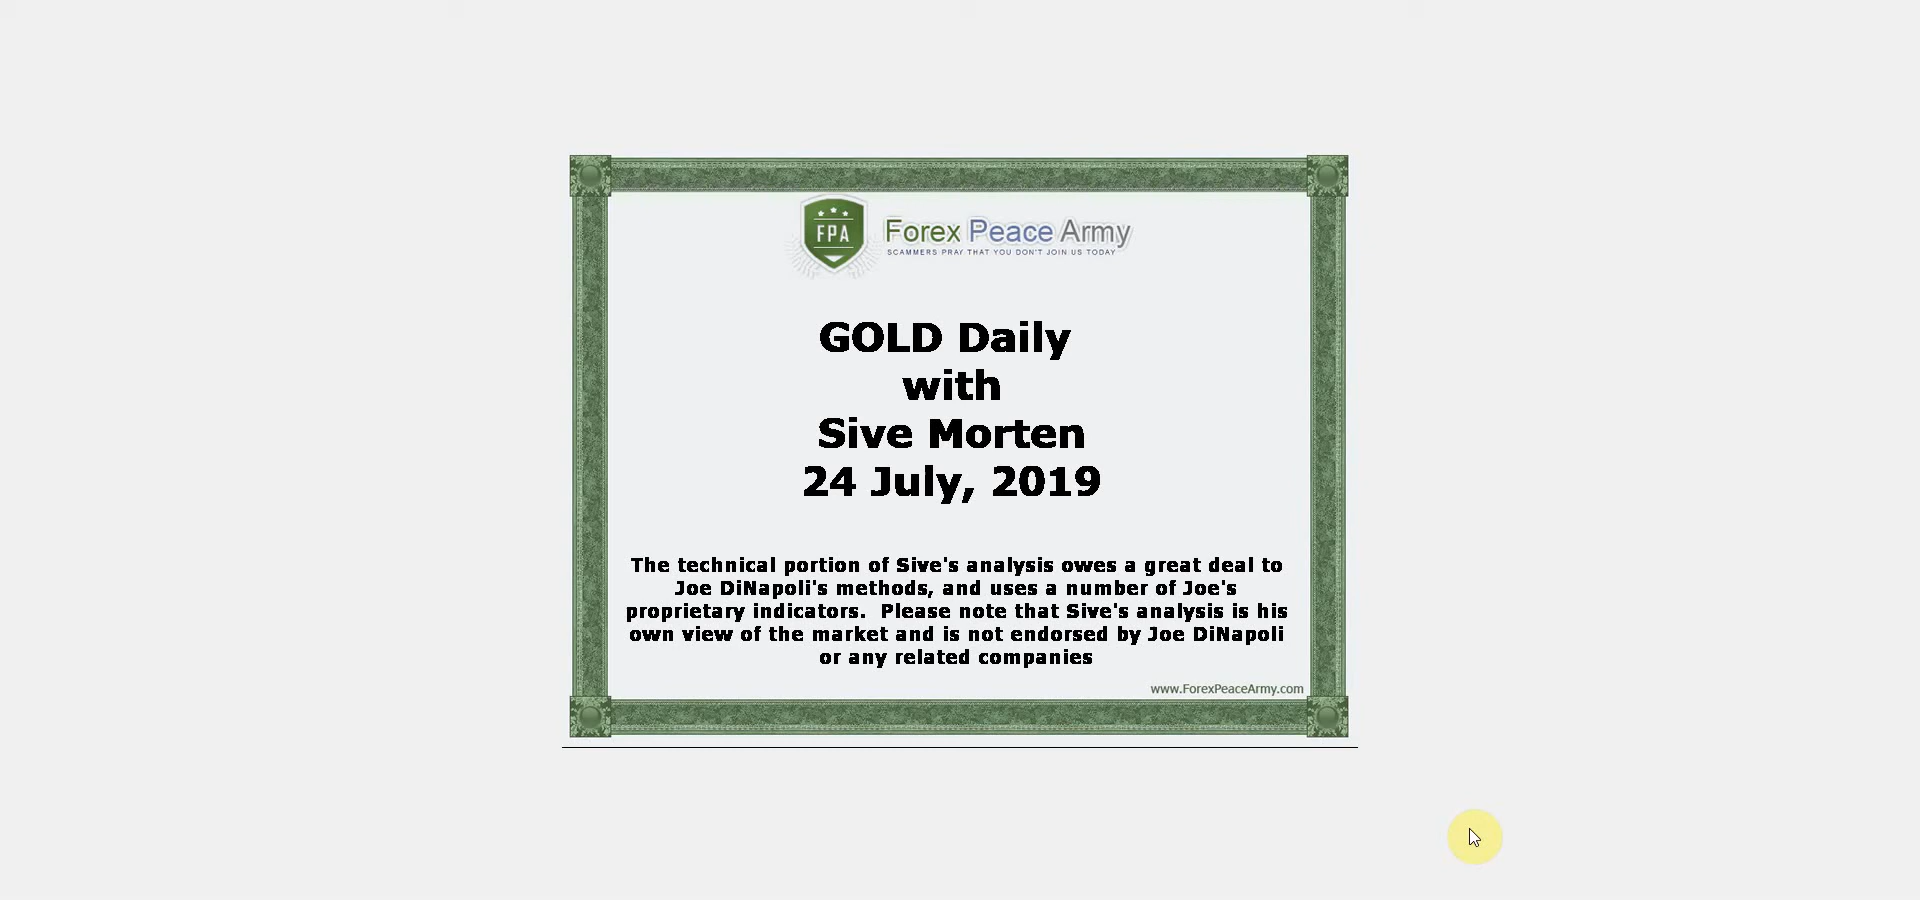 FPA
Forex Peace Army
SCAMMERS PRAY THAT YOU DON'T JOIN US TODAY
GOLD Daily
with
Sive Morten
24 July, 2019
The technical portion of Sive's analysis owes a great deal to
Joe DiNapoli's methods, and uses a number of Joe's
proprietary indicators.  Please note that Sive's analysis is his
own view of the market and is not endorsed by Joe DiNapoli
or any related companies
www.ForexPeaceArmy.com